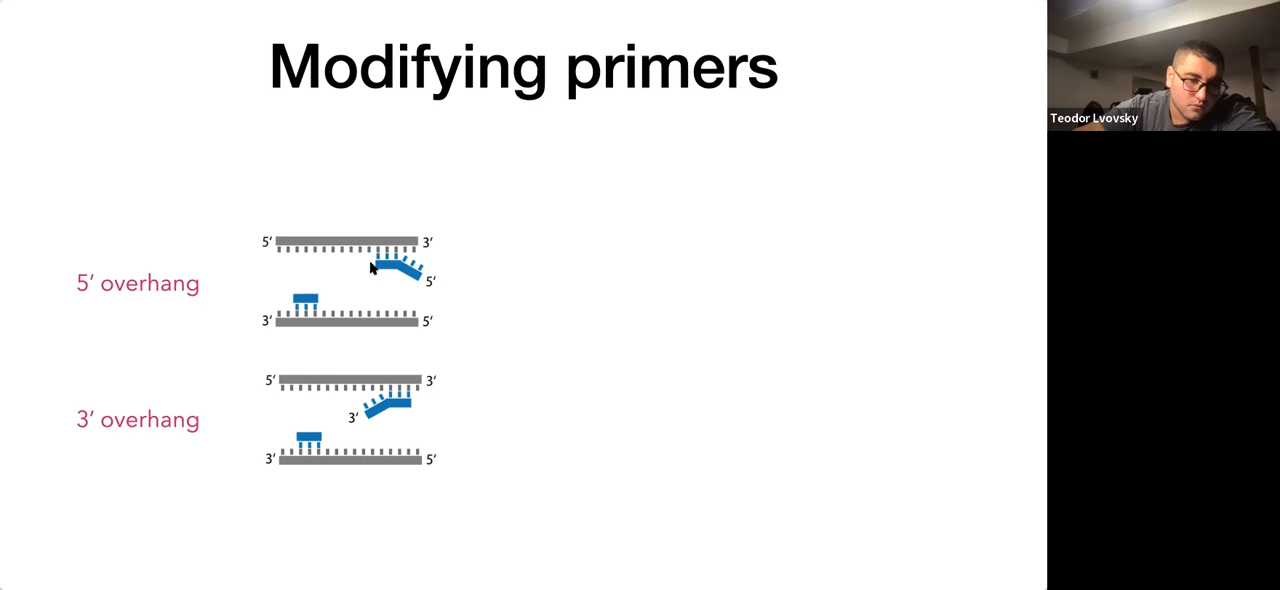 Modifying primers
Teodor Lvovsky
5‘
3‘
5‘ overhang
5‘
3‘
5‘
5‘
3‘
3‘ overhang
3‘
3‘
5‘